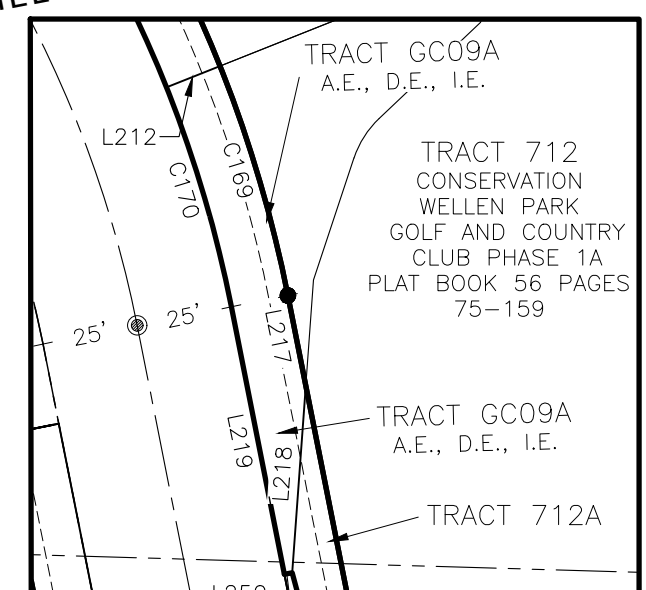 TRACT GC09A
A.E., D.E., I.E.
L212
C170
C169
TRACT 712
CONSERVATION
WELLEN PARK
GOLF AND COUNTRY
CLUB PHASE 1A
PLAT BOOK 56 PAGES
75-159
25'
25'
L217
L219
L218
TRACT GC09A
A.E., D.E., I.E.
TRACT 712A